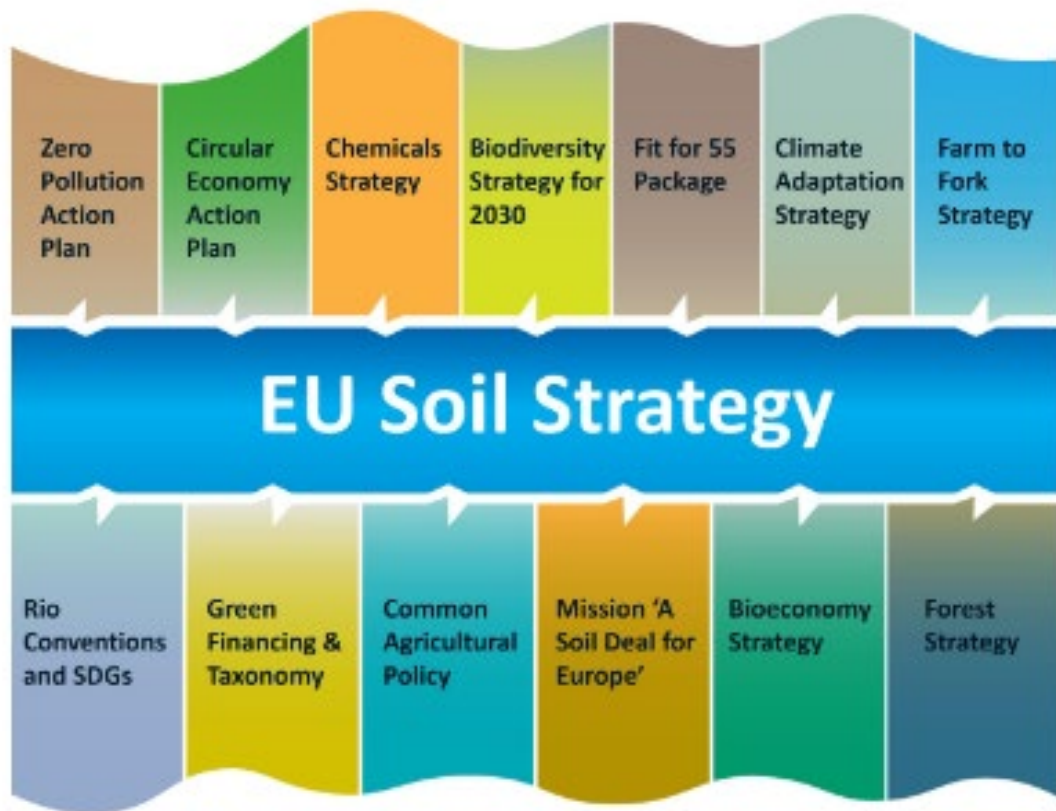 Zero
Pollution
Action
Plan
Circular
Economy
Action
Plan
Chemicals
Strategy
Biodiversity
Strategy for
2030
Fit for 55
Package
Climate
Adaptation
Strategy
Farm to
Fork
Strategy
EU Soil Strategy
Rio
Conventions
and SDGs
Green
Financing &
Taxonomy
Common
Agricultural
Policy
Mission ‘A
Soil Deal for
Europe’
Bioeconomy
Strategy
Forest
Strategy